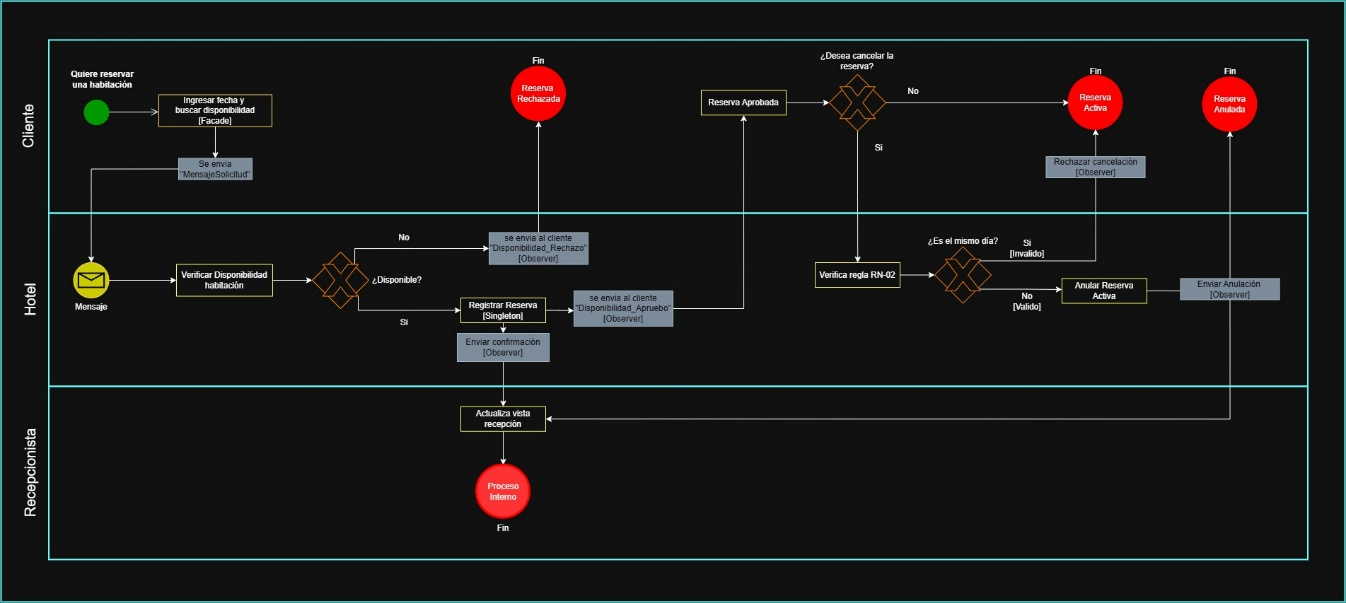 Cliente
Quiere reservar
una habitación
Ingresar fecha y
buscar disponibilidad
[Facade]
Se envia
"MensajeSolicitud"
Fin
Reserva
Rechazada
Reserva Aprobada
¿Desea cancelar la
reserva?
No
Si
Fin
Reserva
Activa
Rechazar cancelación
[Observer]
Fin
Reserva
Anulada
Hotel
Mensaje
Verificar Disponibilidad
habitación
¿Disponible?
No
Si
se envia al cliente
"Disponibilidad_Rechazo"
[Observer]
Registrar Reserva
[Singleton]
se envia al cliente
"Disponibilidad_Apruebo"
[Observer]
Enviar confirmación
[Observer]
Verifica regla RN-02
¿Es el mismo día?
Si
[Invalido]
No
[Valido]
Anular Reserva
Activa
Enviar Anulación
[Observer]
Recepcionista
Actualiza vista
recepción
Proceso
Interno
Fin